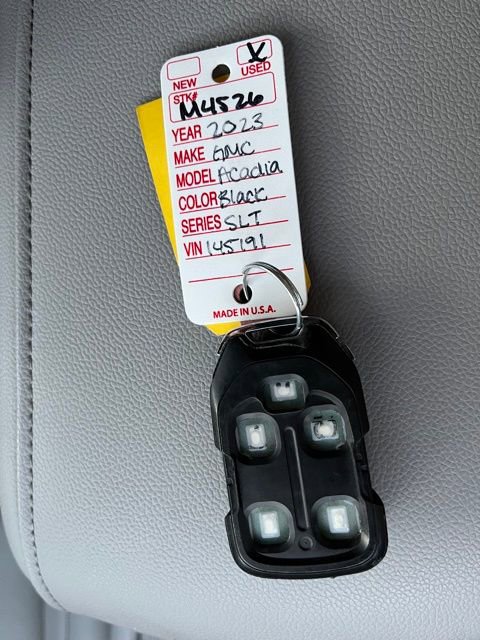 X
NEW USED
STK# M4526
YEAR 2023
MAKE GMC
MODEL Acadia
COLOR Black
SERIES SLT
VIN 145191
MADE IN U.S.A.